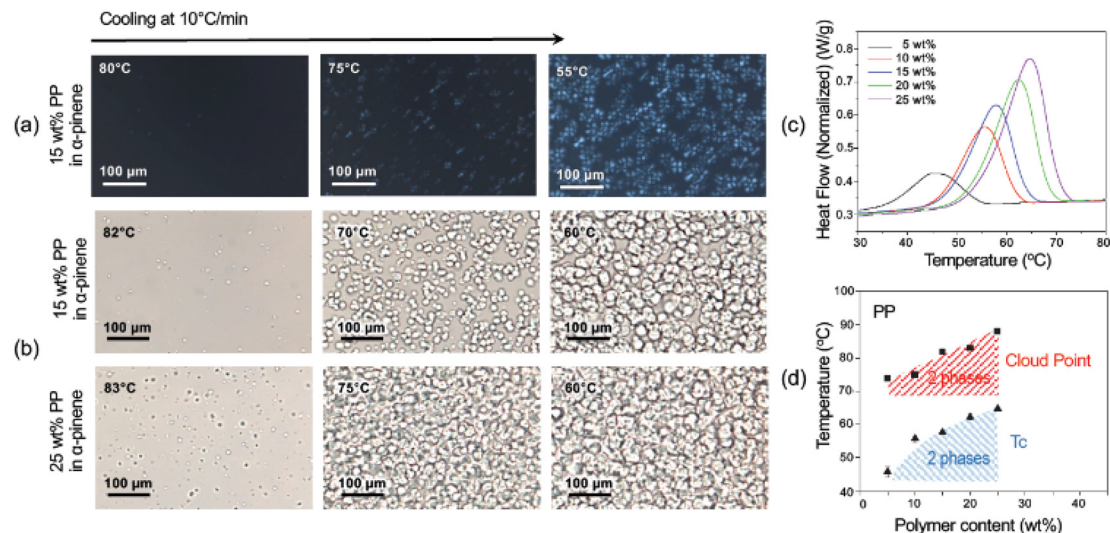 Cooling at 10°C/min
(a)
15 wt% PP
in α-pinene
80°C
100 µm
75°C
100 µm
55°C
100 µm
(b)
15 wt% PP
in α-pinene
82°C
100 µm
70°C
100 µm
60°C
100 µm
25 wt% PP
in α-pinene
83°C
100 µm
75°C
100 µm
60°C
100 µm
(c)
Heat Flow (Normalized) (W/g)
0.8
0.7
0.6
0.5
0.4
0.3
5 wt%
10 wt%
15 wt%
20 wt%
25 wt%
30 40 50 60 70 80
Temperature (°C)
(d)
Temperature (°C)
100
90
80
70
60
50
40
PP
Cloud Point
2 phases
Tc
2 phases
0 10 20 30 40
Polymer content (wt%)